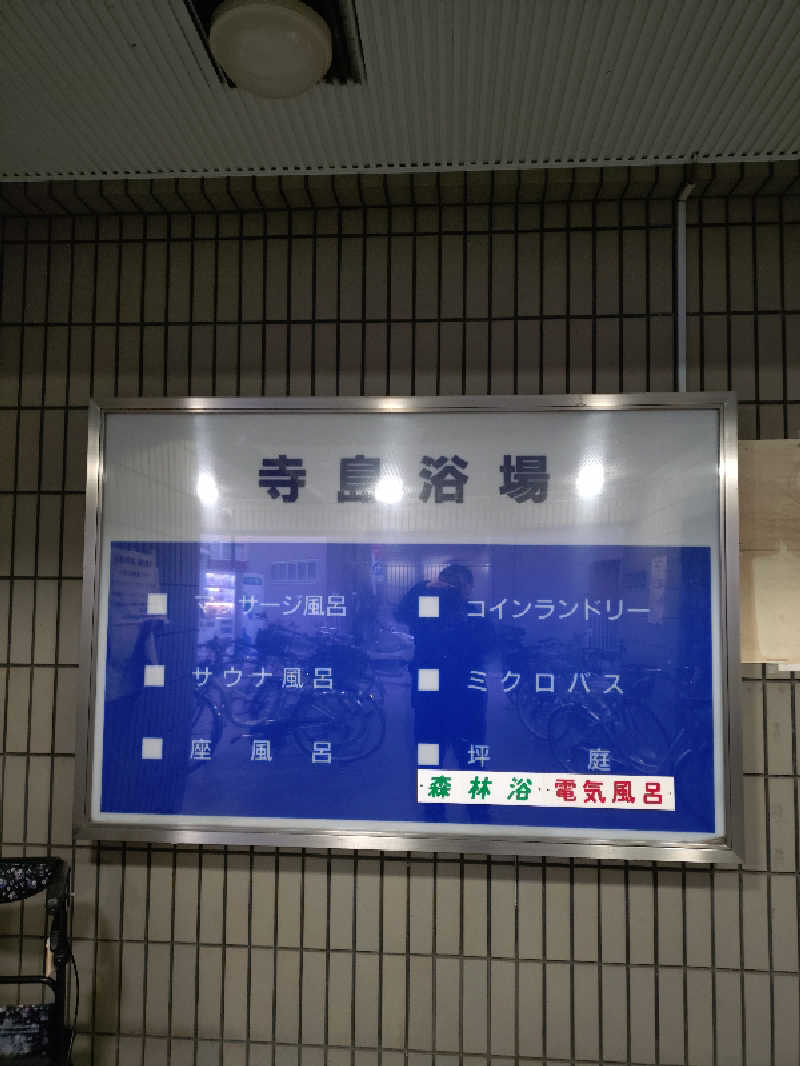 寺島浴場
マッサージ風呂
サウナ風呂
座風呂
コインランドリー
ミクロバス
坪庭
森林浴‥電気風呂